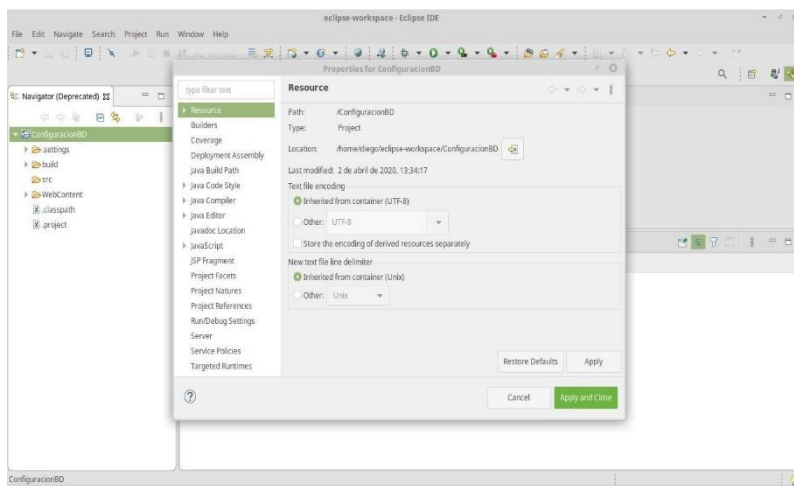 eclipse-workspace - Eclipse IDE
File Edit Navigate Search Project Run Window Help
Properties for ConfiguracionBD
Navigator (Deprecated)
ConfiguracionBD
.settings
build
src
WebContent
.classpath
.project
type filter text
Resource
Builders
Coverage
Deployment Assembly
Java Build Path
Java Code Style
Java Compiler
Java Editor
Javadoc Location
JavaScript
JSP Fragment
Project Facets
Project Natures
Project References
Run/Debug Settings
Server
Service Policies
Targeted Runtimes
Resource
Path: /ConfiguracionBD
Type: Project
Location: /home/diego/eclipse-workspace/ConfiguracionBD
Last modified: 2 de abril de 2020, 13:34:17
Text file encoding
Inherited from container (UTF-8)
Other: UTF-8
Store the encoding of derived resources separately
New text file line delimiter
Inherited from container (Unix)
Other: Unix
Restore Defaults Apply
Cancel Apply and Close
ConfiguracionBD